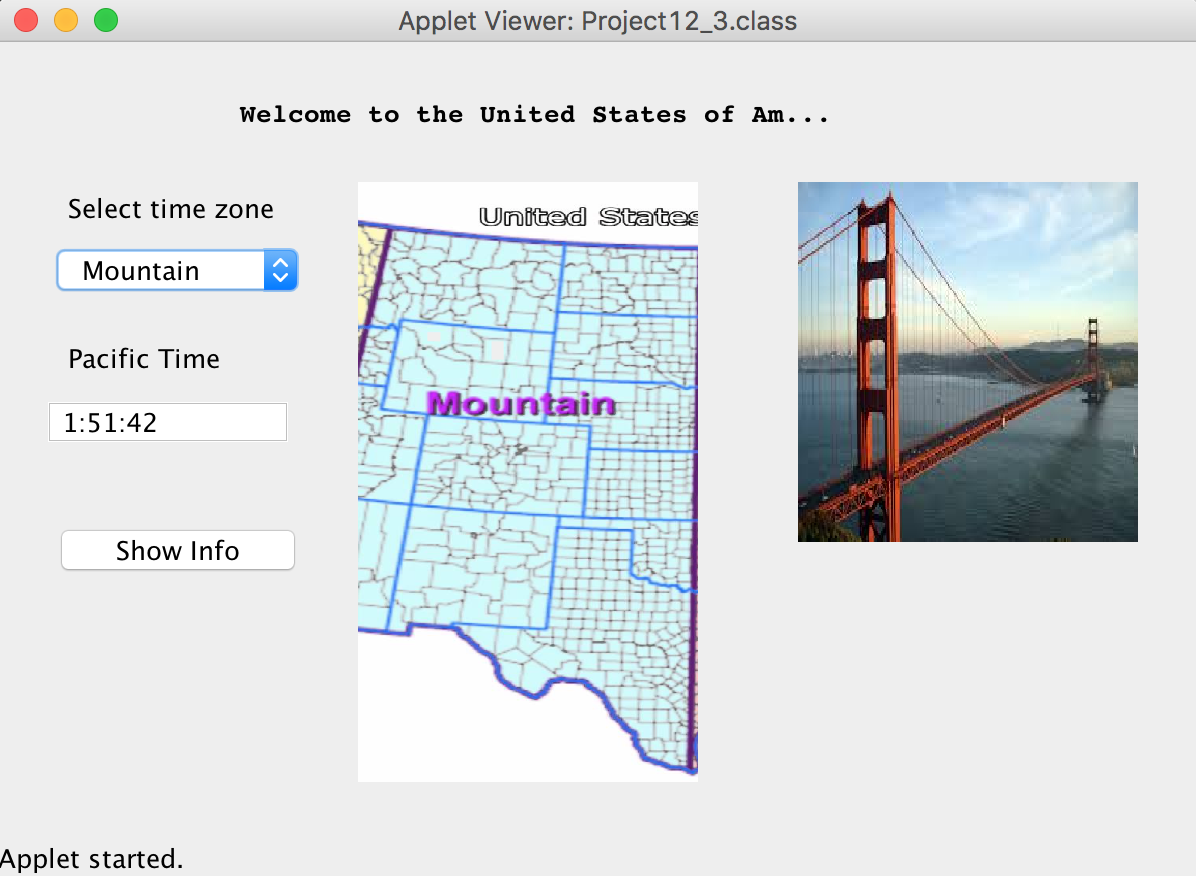 Applet Viewer: Project12_3.class
Welcome to the United States of Am...
Select time zone
Mountain
Pacific Time
1:51:42
Show Info
United States
Mountain
Applet started.